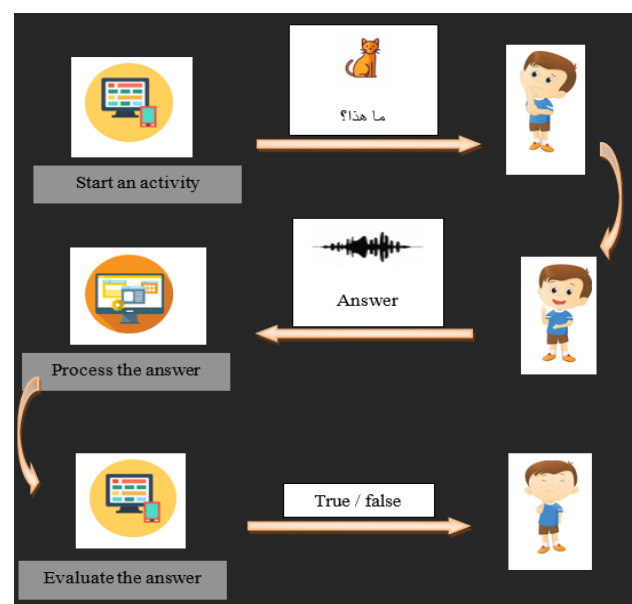 ما هذا؟
Start an activity
Answer
Process the answer
True / false
Evaluate the answer